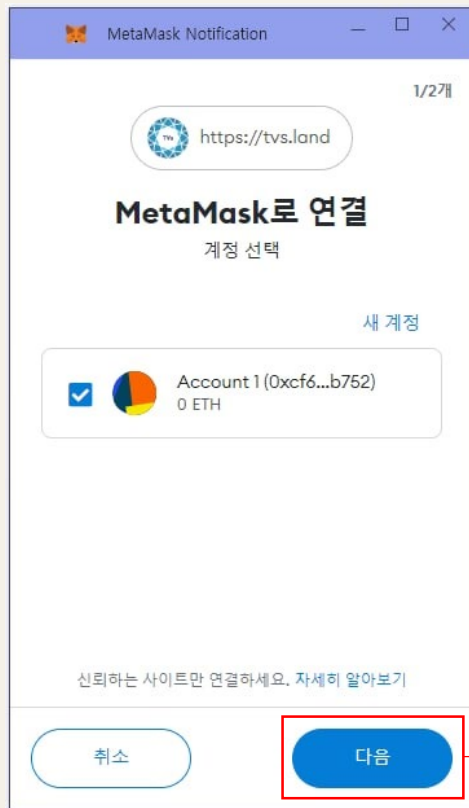 MetaMask Notification
1/2개
TVs https://tvs.land
MetaMask로 연결
계정 선택
새 계정
Account 1 (0xcf6...b752)
0 ETH
신뢰하는 사이트만 연결하세요. 자세히 알아보기
취소 다음